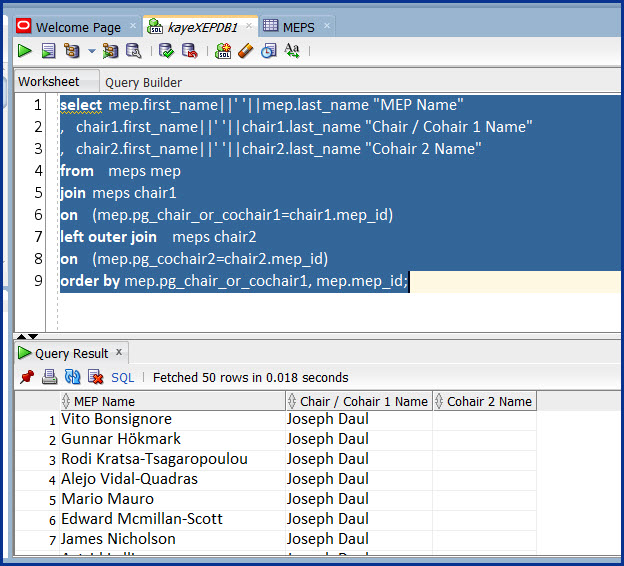 Welcome Page × kayeXEPDB1 × MEPS ×
SQL
Aa
Worksheet Query Builder
1 select mep.first_name||' '||mep.last_name "MEP Name"
2 , chair1.first_name||' '||chair1.last_name "Chair / Cohair 1 Name"
3 , chair2.first_name||' '||chair2.last_name "Cohair 2 Name"
4 from meps mep
5 join meps chair1
6 on (mep.pg_chair_or_cochair1=chair1.mep_id)
7 left outer join meps chair2
8 on (mep.pg_cochair2=chair2.mep_id)
9 order by mep.pg_chair_or_cochair1, mep.mep_id;
Query Result ×
SQL | Fetched 50 rows in 0.018 seconds
MEP Name Chair / Cohair 1 Name Cohair 2 Name
1 Vito Bonsignore Joseph Daul
2 Gunnar Hökmark Joseph Daul
3 Rodi Kratsa-Tsagaropoulou Joseph Daul
4 Alejo Vidal-Quadras Joseph Daul
5 Mario Mauro Joseph Daul
6 Edward Mcmillan-Scott Joseph Daul
7 James Nicholson Joseph Daul